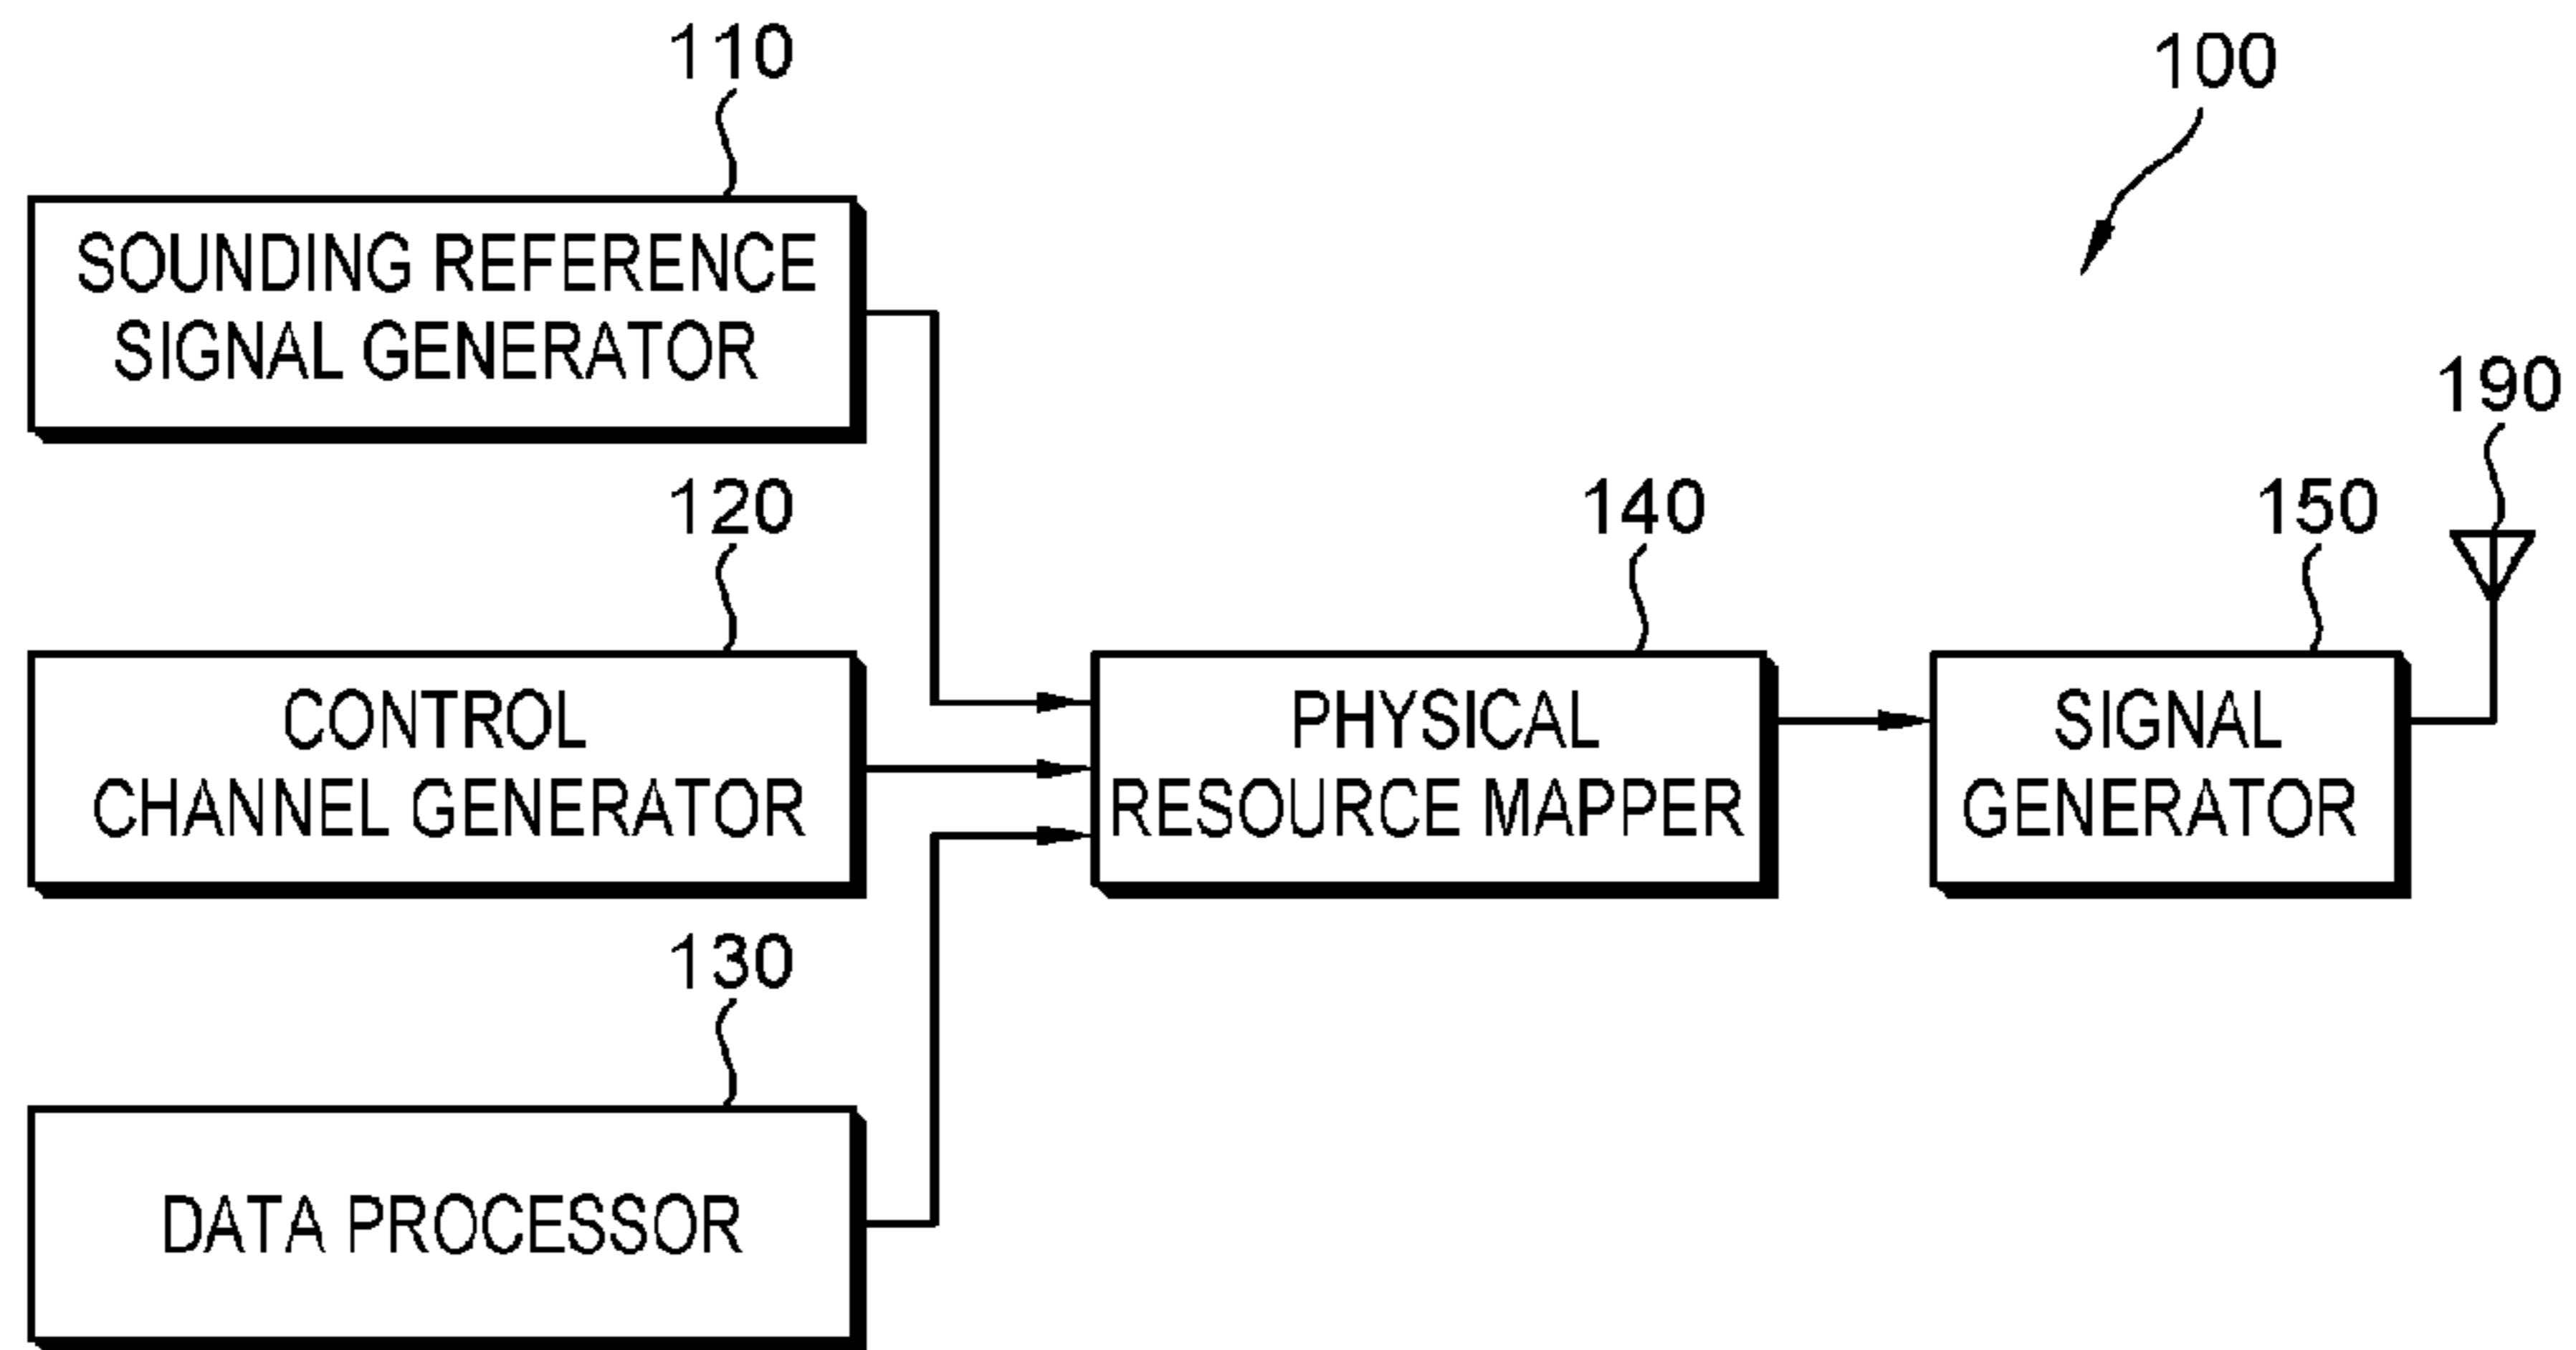 110
100
SOUNDING REFERENCE
SIGNAL GENERATOR
190
120
140
150
CONTROL
CHANNEL GENERATOR
PHYSICAL
RESOURCE MAPPER
SIGNAL
GENERATOR
130
DATA PROCESSOR